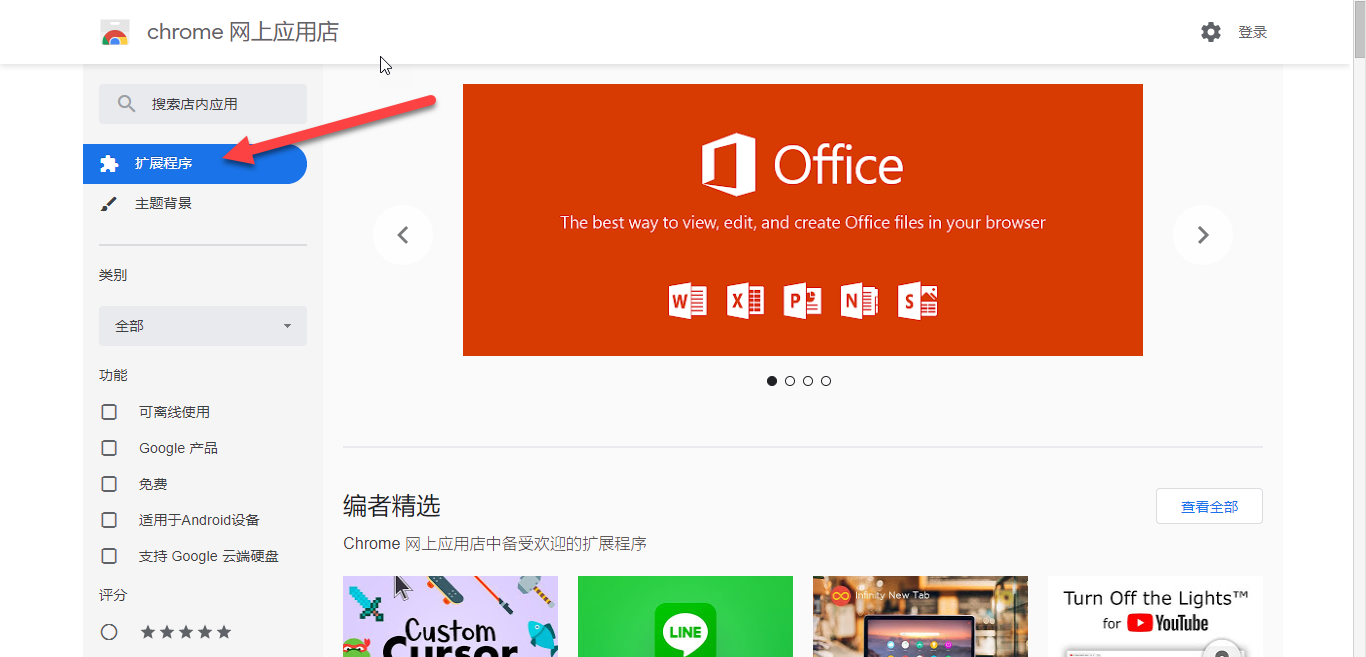 chrome 网上应用店
登录
搜索店内应用
扩展程序
主题背景
类别
全部
功能
可离线使用
Google 产品
免费
适用于Android设备
支持 Google 云端硬盘
评分
Office
The best way to view, edit, and create Office files in your browser
W X P N S
编者精选
查看全部
Chrome 网上应用店中备受欢迎的扩展程序
Custom
Cursor
LINE
Infinity New Tab
Turn Off the Lights™
for YouTube